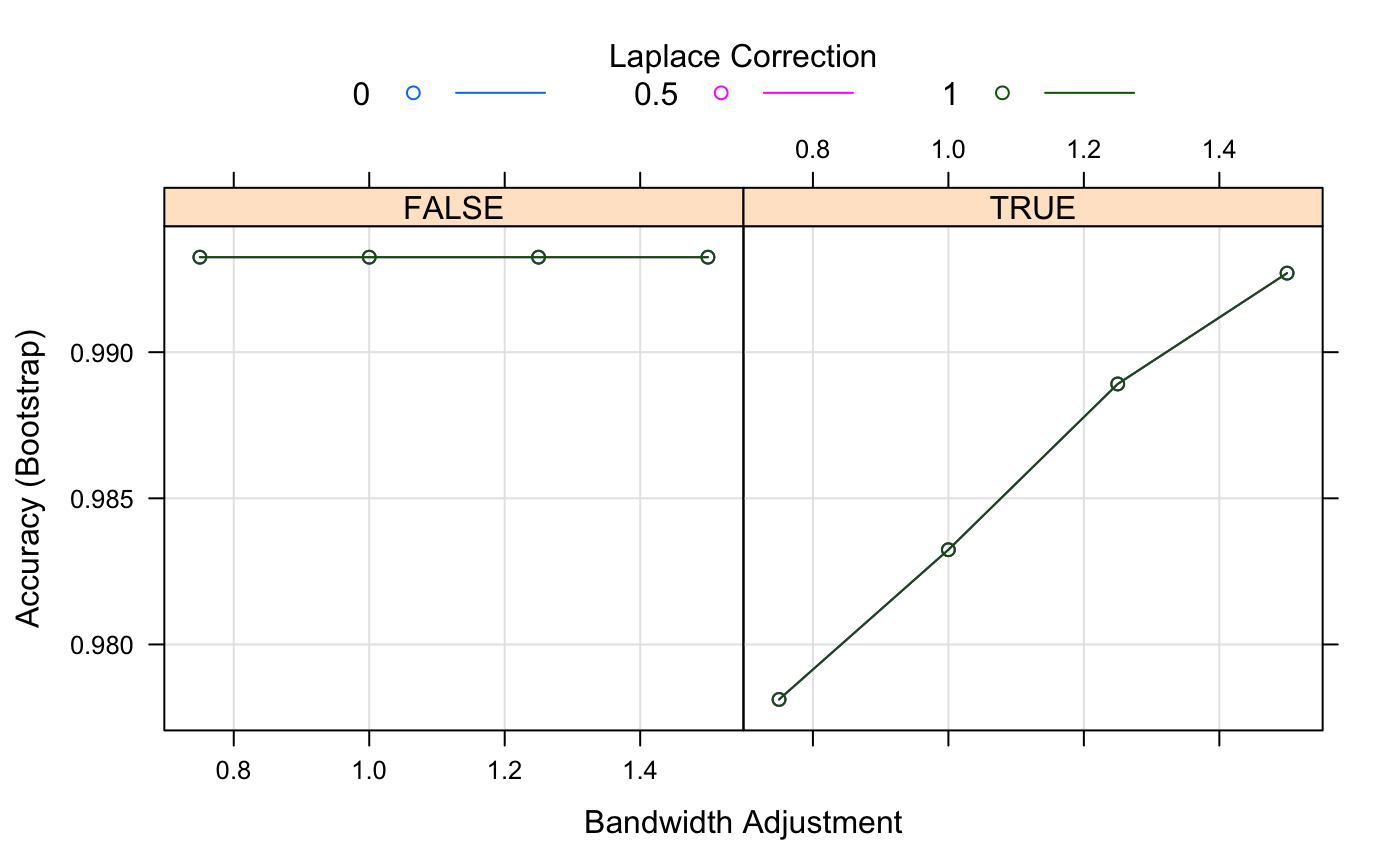 Laplace Correction
0 0.5 1
0.8 1.0 1.2 1.4
FALSE TRUE
Accuracy (Bootstrap)
0.990
0.985
0.980
0.8 1.0 1.2 1.4
Bandwidth Adjustment